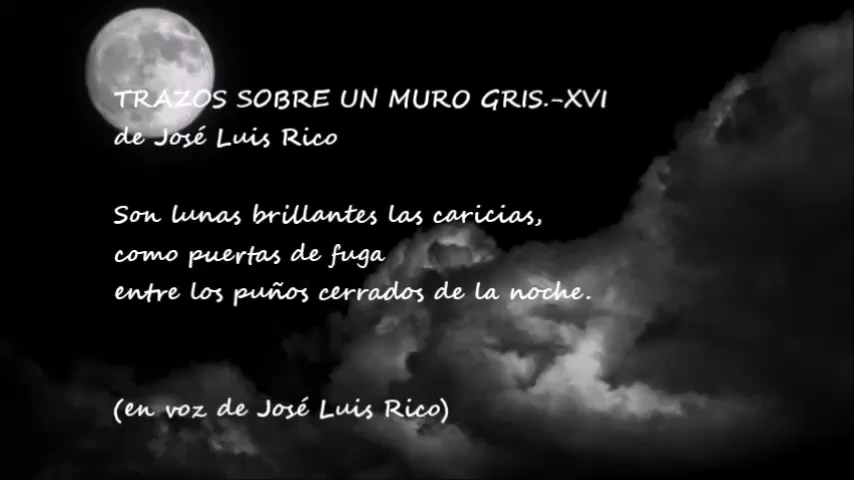 TRAZOS SOBRE UN MURO GRIS.-XVI
de José Luis Rico
Son lunas brillantes las caricias,
como puertas de fuga
entre los puños cerrados de la noche.
(en voz de José Luis Rico)